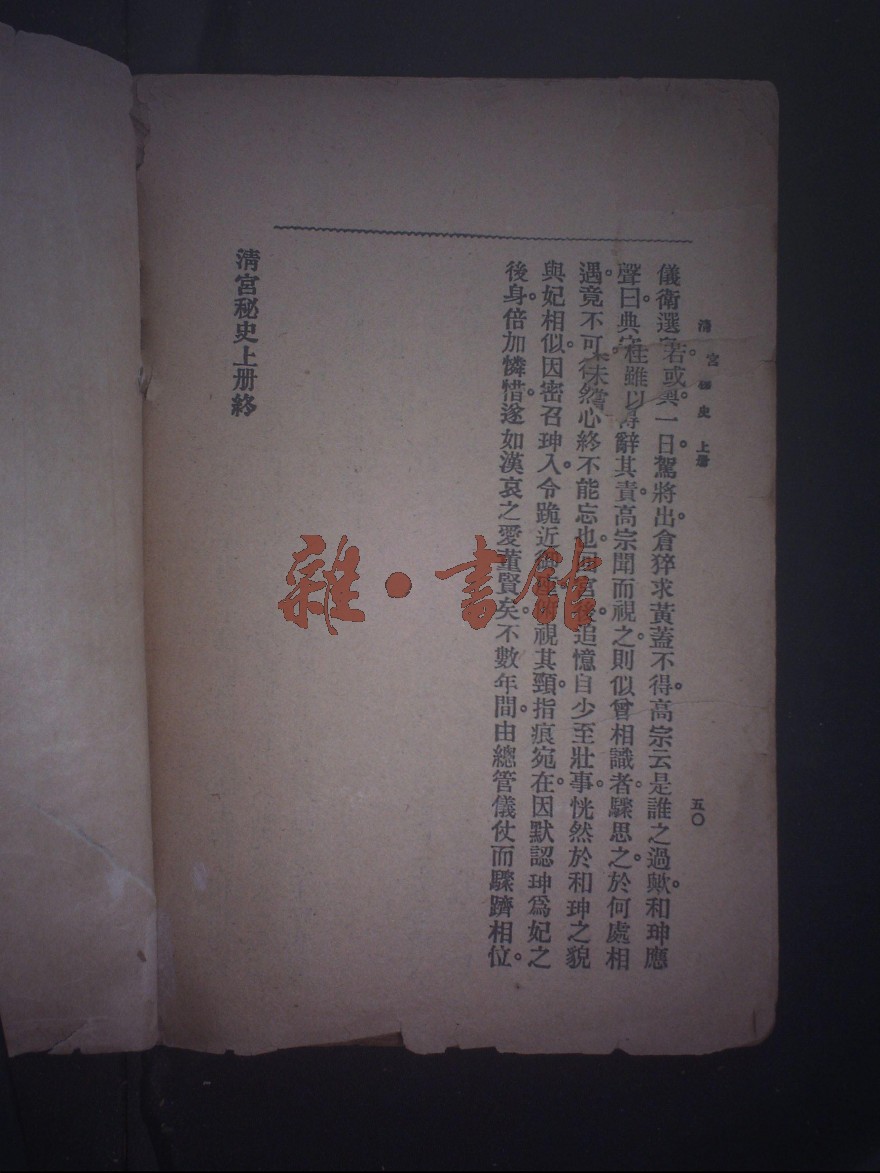 清宮秘史 上册
五〇
儀衛選。若或與。一日。駕將出。倉猝求黃蓋不得。高宗云是誰之過歟。和珅應
聲曰。典守辭其責。高宗聞而視之。則似曾相識者。驟思之。於何處相
遇。竟不可得。然心終不能忘也。回宮後。追憶自少至壯事。恍然於和珅之貌
與妃相似。因密召珅入。令跪近御座。俯視其頸。指痕宛在。因默認珅爲妃之
後身。倍加憐惜。遂如漢哀之愛董賢矣。不數年間。由總管儀仗而驟躋相位。
清宮秘史上册終
雜·書館